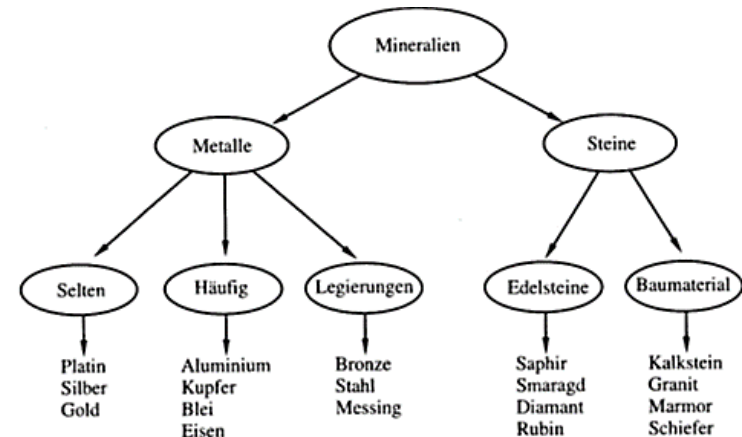 Mineralien
Metalle
Steine
Selten
Häufig
Legierungen
Edelsteine
Baumaterial
Platin
Silber
Gold
Aluminium
Kupfer
Blei
Eisen
Bronze
Stahl
Messing
Saphir
Smaragd
Diamant
Rubin
Kalkstein
Granit
Marmor
Schiefer